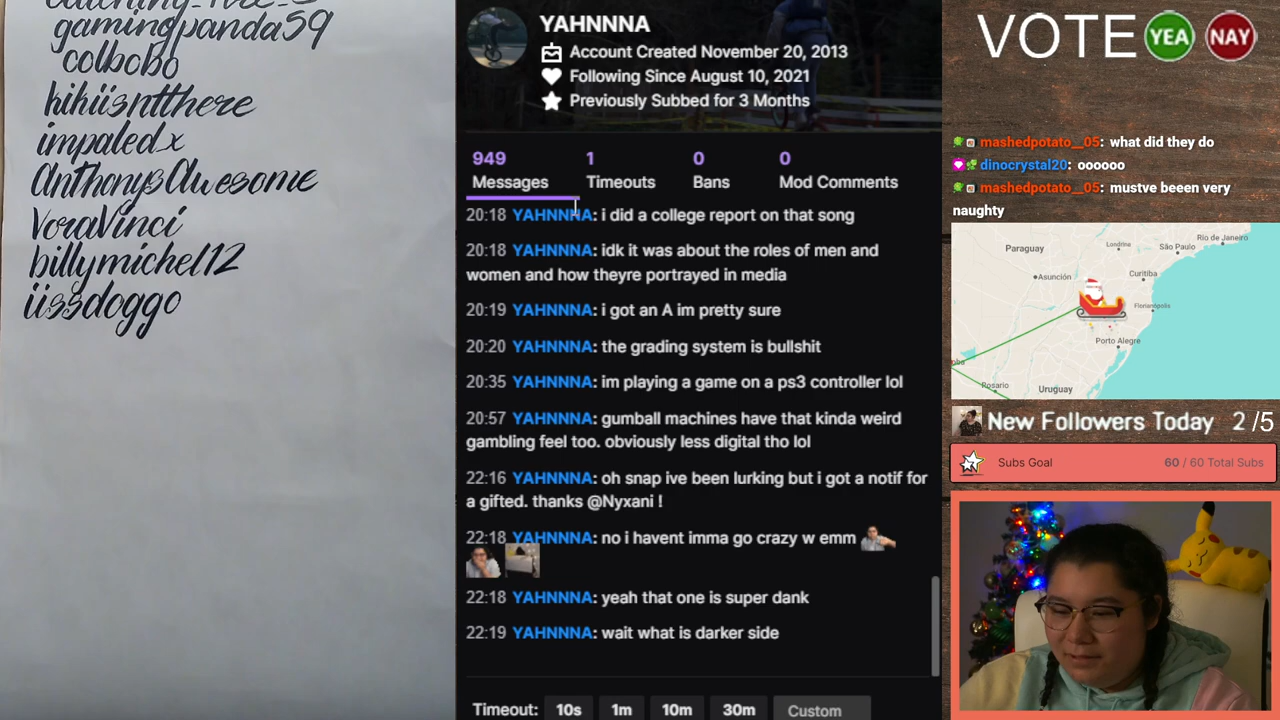 gamingpanda59
colbobo
kikiisntthere
impaled_x
AnthonysAwesome
VoraVinci
billymichel12
iissdoggo
YAHNNNA
Account Created November 20, 2013
Following Since August 10, 2021
Previously Subbed for 3 Months
949 1 0 0
Messages Timeouts Bans Mod Comments
20:18 YAHNNNA: i did a college report on that song
20:18 YAHNNNA: idk it was about the roles of men and
women and how theyre portrayed in media
20:19 YAHNNNA: i got an A im pretty sure
20:20 YAHNNNA: the grading system is bullshit
20:35 YAHNNNA: im playing a game on a ps3 controller lol
20:57 YAHNNNA: gumball machines have that kinda weird
gambling feel too. obviously less digital tho lol
22:16 YAHNNNA: oh snap ive been lurking but i got a notif for
a gifted. thanks @Nyxani !
22:18 YAHNNNA: no i havent imma go crazy w emm
22:18 YAHNNNA: yeah that one is super dank
22:19 YAHNNNA: wait what is darker side
Timeout: 10s 1m 10m 30m Custom
VOTE YEA NAY
mashedpotato__05: what did they do
dinocrystal20: oooooo
mashedpotato__05: mustve beeen very
naughty
Rio de Janeiro
Paraguay
Londrina
São Paulo
Asunción
Curitiba
Florianópolis
Porto Alegre
Rosario
Uruguay
New Followers Today 2 /5
Subs Goal 60 / 60 Total Subs